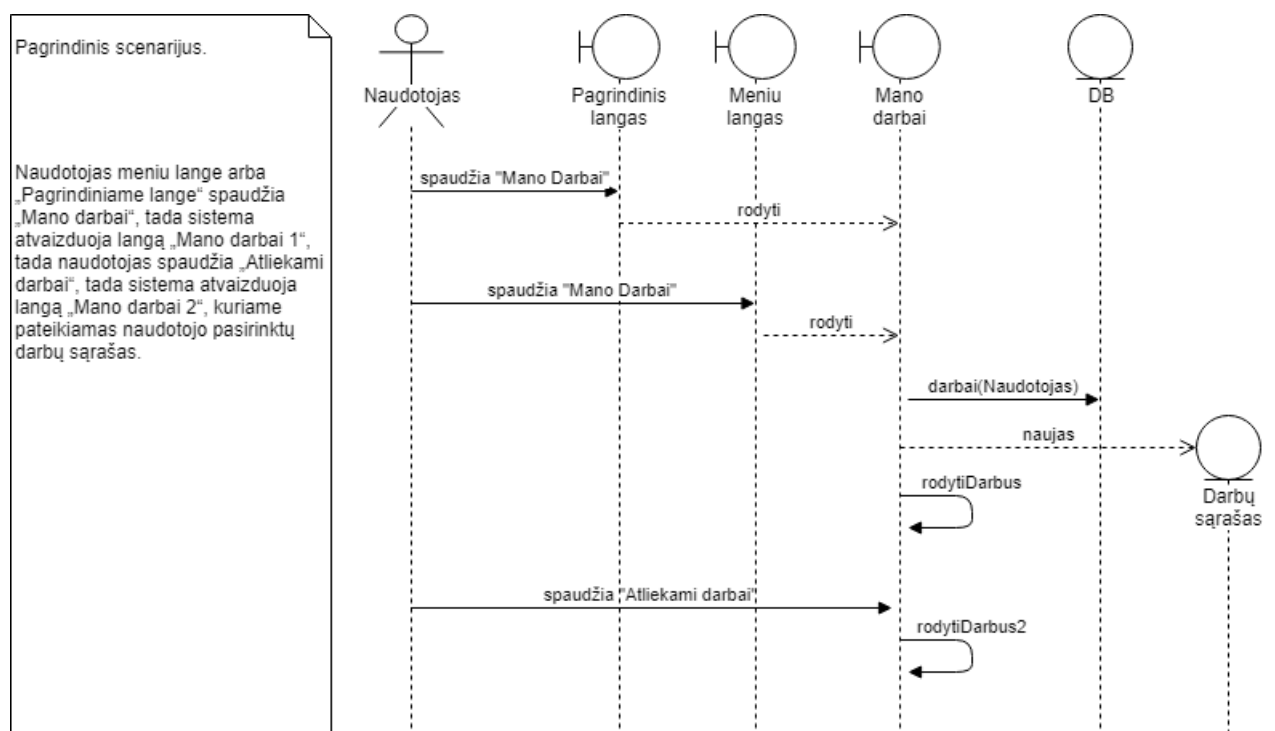 Pagrindinis scenarijus.
Naudotojas meniu lange arba
„Pagrindiniame lange“ spaudžia
„Mano darbai“, tada sistema
atvaizduoja langą „Mano darbai 1“,
tada naudotojas spaudžia „Atliekami
darbai“, tada sistema atvaizduoja
langą „Mano darbai 2“, kuriame
pateikiamas naudotojo pasirinktų
darbų sąrašas.
Naudotojas
Pagrindinis
langas
Meniu
langas
Mano
darbai
DB
spaudžia "Mano Darbai"
rodyti
spaudžia "Mano Darbai"
rodyti
darbai(Naudotojas)
naujas
Darbų
sąrašas
rodytiDarbus
spaudžia "Atliekami darbai"
rodytiDarbus2